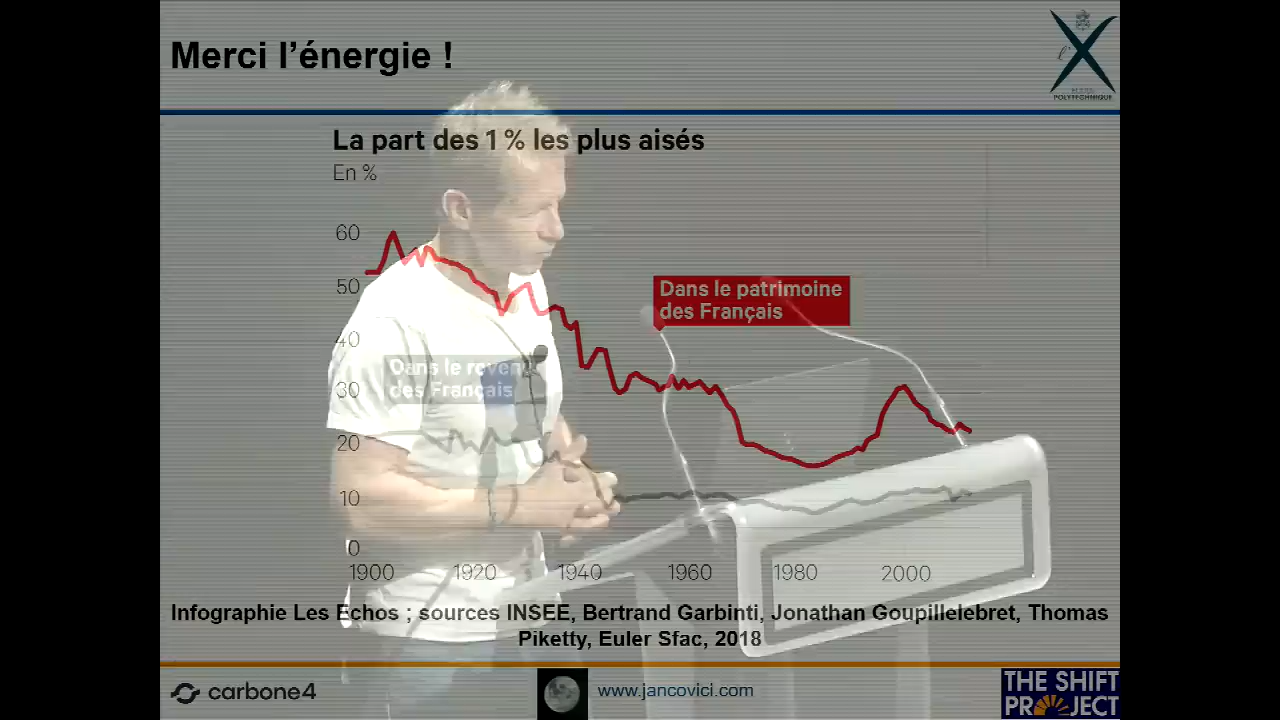 Merci l’énergie !
ÉCOLE
POLYTECHNIQUE
La part des 1 % les plus aisés
En %
60
50
40
30
20
10
0
Dans le patrimoine
des Français
Dans le revenu
des Français
1900 1920 1940 1960 1980 2000
Infographie Les Echos ; sources INSEE, Bertrand Garbinti, Jonathan Goupillelebret, Thomas
Piketty, Euler Sfac, 2018
carbone4
www.jancovici.com
THE SHIFT
PROJECT